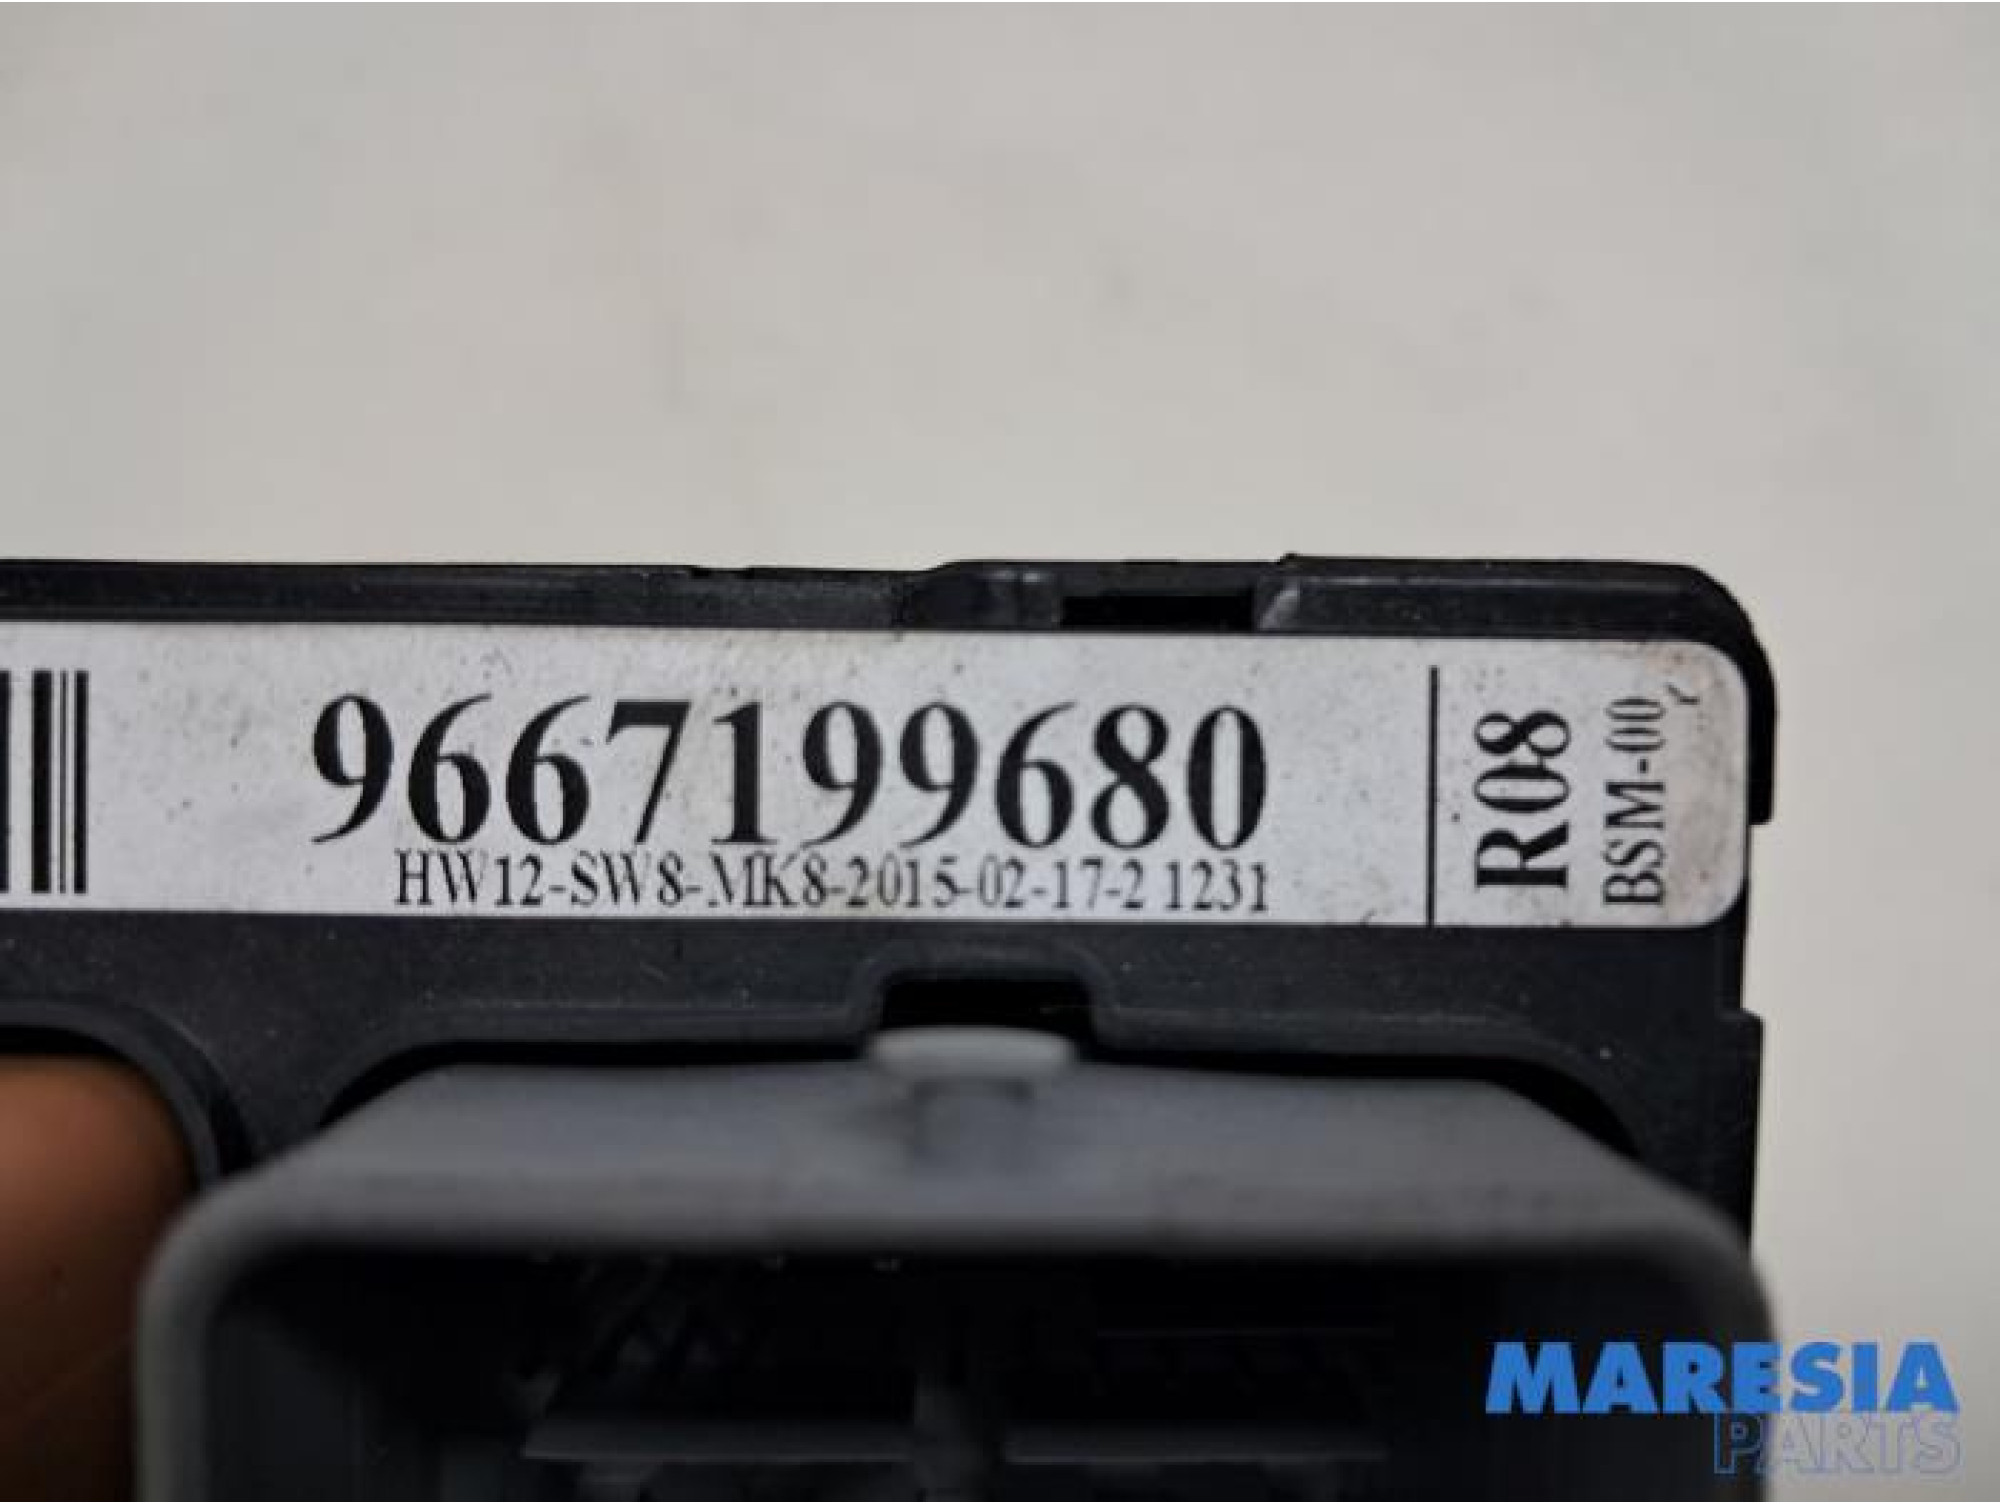 9667199680
HW12-SW8-MK8-2015-02-17-2 1231
R08
BSM-00
MARESIA
PARTS